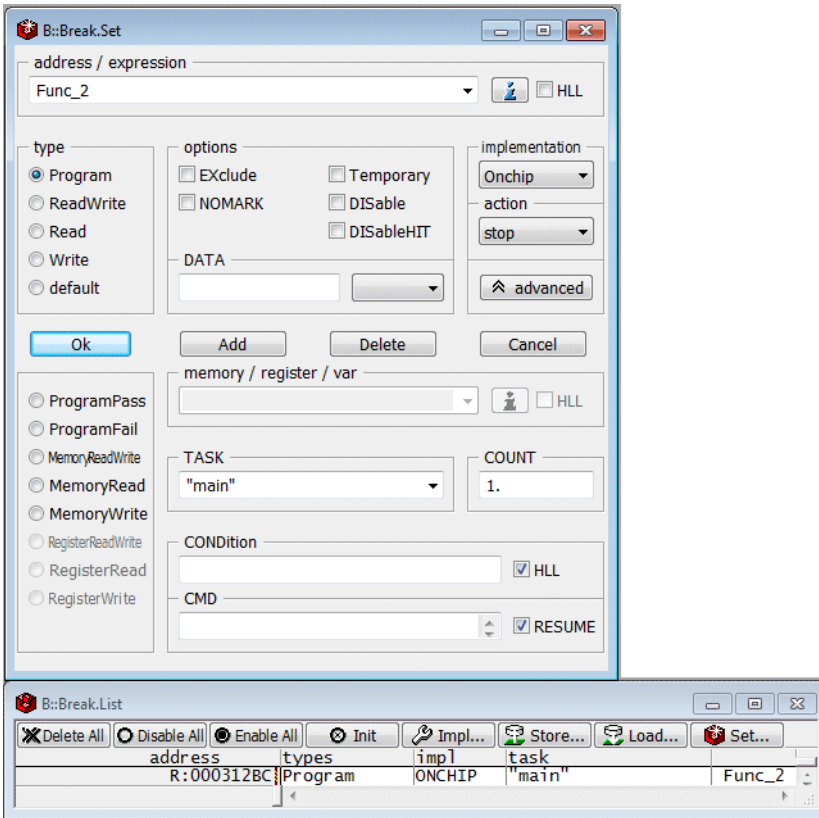 B::Break.Set
address / expression
Func_2 HLL
type options implementation
Program EXclude Temporary Onchip
ReadWrite NOMARK DISable action
Read DISableHIT stop
Write DATA
default advanced
Ok Add Delete Cancel
memory / register / var
ProgramPass HLL
ProgramFail
MemoryReadWrite TASK COUNT
MemoryRead "main" 1.
MemoryWrite
RegisterReadWrite CONDition
RegisterRead HLL
RegisterWrite CMD
RESUME
B::Break.List
Delete All Disable All Enable All Init Impl... Store... Load... Set...
address types impl task
R:000312BC Program ONCHIP "main" Func_2